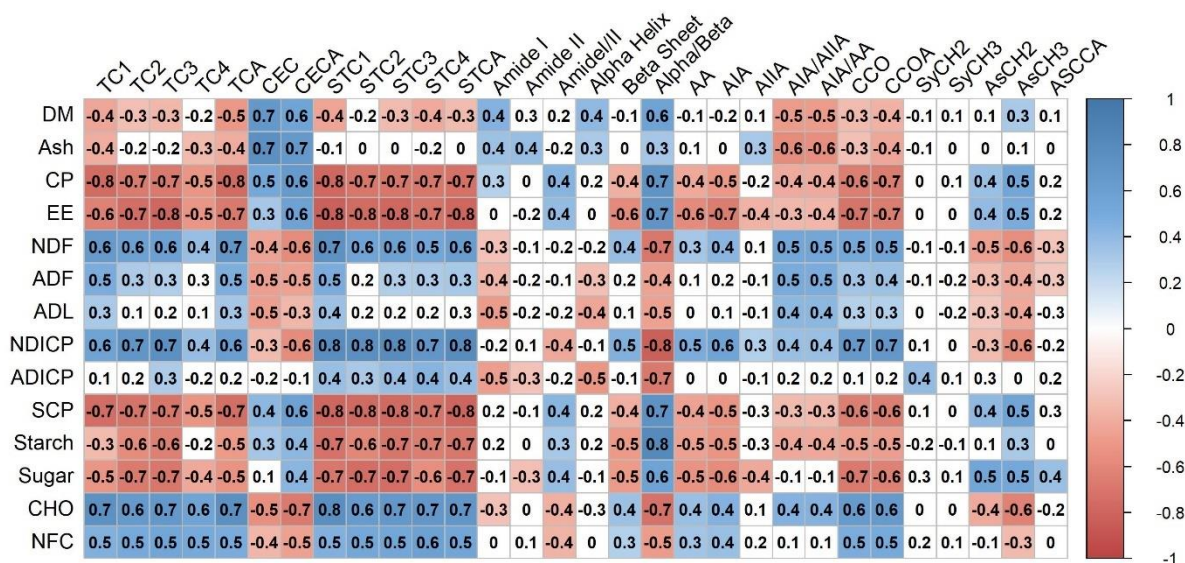 TC1 TC2 TC3 TC4 TCA CEC CECA STC1 STC2 STC3 STC4 STCA Amide I Amide II AmideI/II Alpha Helix Beta Sheet Alpha/Beta AA AIA AIIA AIA/AIIA AIA/AA CCO CCOA SyCH2 SyCH3 AsCH2 AsCH3 ASCCA
DM -0.4 -0.3 -0.3 -0.2 -0.5 0.7 0.6 -0.4 -0.2 -0.3 -0.4 -0.3 0.4 0.3 0.2 0.4 -0.1 0.6 -0.1 -0.2 0.1 -0.5 -0.5 -0.3 -0.4 -0.1 0.1 0.1 0.3 0.1 1
Ash -0.4 -0.2 -0.2 -0.3 -0.4 0.7 0.7 -0.1 0 0 -0.2 0 0.4 0.4 -0.2 0.3 0 0.3 0.1 0 0.3 -0.6 -0.6 -0.3 -0.4 -0.1 0 0 0.1 0 0.8
CP -0.8 -0.7 -0.7 -0.5 -0.8 0.5 0.6 -0.8 -0.7 -0.7 -0.7 -0.7 0.3 0 0.4 0.2 -0.4 0.7 -0.4 -0.5 -0.2 -0.4 -0.4 -0.6 -0.7 0 0.1 0.4 0.5 0.2 0.6
EE -0.6 -0.7 -0.8 -0.5 -0.7 0.3 0.6 -0.8 -0.8 -0.8 -0.7 -0.8 0 -0.2 0.4 0 -0.6 0.7 -0.6 -0.7 -0.4 -0.3 -0.4 -0.7 -0.7 0 0 0.4 0.5 0.2 0.4
NDF 0.6 0.6 0.6 0.4 0.7 -0.4 -0.6 0.7 0.6 0.6 0.5 0.6 -0.3 -0.1 -0.2 -0.2 0.4 -0.7 0.3 0.4 0.1 0.5 0.5 0.5 0.5 -0.1 -0.1 -0.5 -0.6 -0.3
ADF 0.5 0.3 0.3 0.3 0.5 -0.5 -0.5 0.5 0.2 0.3 0.3 0.3 -0.4 -0.2 -0.1 -0.3 0.2 -0.4 0.1 0.2 -0.1 0.5 0.5 0.3 0.4 -0.1 -0.2 -0.3 -0.4 -0.3 0.2
ADL 0.3 0.1 0.2 0.1 0.3 -0.5 -0.3 0.4 0.2 0.2 0.2 0.3 -0.5 -0.2 -0.2 -0.4 0.1 -0.5 0 0.1 -0.1 0.4 0.4 0.3 0.3 0 -0.2 -0.3 -0.4 -0.3 0
NDICP 0.6 0.7 0.7 0.4 0.6 -0.3 -0.6 0.8 0.8 0.8 0.7 0.8 -0.2 0.1 -0.4 -0.1 0.5 -0.8 0.5 0.6 0.3 0.4 0.4 0.7 0.7 0.1 0 -0.3 -0.6 -0.2 -0.2
ADICP 0.1 0.2 0.3 -0.2 0.2 -0.2 -0.1 0.4 0.3 0.4 0.4 0.4 -0.5 -0.3 -0.2 -0.5 -0.1 -0.7 0 0 -0.1 0.2 0.2 0.1 0.2 0.4 0.1 0.3 0 0.2
SCP -0.7 -0.7 -0.7 -0.5 -0.7 0.4 0.6 -0.8 -0.8 -0.8 -0.7 -0.8 0.2 -0.1 0.4 0.2 -0.4 0.7 -0.4 -0.5 -0.3 -0.3 -0.3 -0.6 -0.6 0.1 0 0.4 0.5 0.3 -0.4
Starch -0.3 -0.6 -0.6 -0.2 -0.5 0.3 0.4 -0.7 -0.6 -0.7 -0.7 -0.7 0.2 0 0.3 0.2 -0.5 0.8 -0.5 -0.5 -0.3 -0.4 -0.4 -0.5 -0.5 -0.2 -0.1 0.1 0.3 0 -0.6
Sugar -0.5 -0.7 -0.7 -0.4 -0.5 0.1 0.4 -0.7 -0.7 -0.7 -0.6 -0.7 -0.1 -0.3 0.4 -0.1 -0.5 0.6 -0.5 -0.6 -0.4 -0.1 -0.1 -0.7 -0.6 0.3 0.1 0.5 0.5 0.4
CHO 0.7 0.6 0.7 0.6 0.7 -0.5 -0.7 0.8 0.6 0.7 0.7 0.7 -0.3 0 -0.4 -0.3 0.4 -0.7 0.4 0.4 0.1 0.4 0.4 0.6 0.6 0 0 -0.4 -0.6 -0.2 -0.8
NFC 0.5 0.5 0.5 0.5 0.5 -0.4 -0.5 0.5 0.5 0.5 0.6 0.5 0 0.1 -0.4 0 0.3 -0.5 0.3 0.4 0.2 0.1 0.1 0.5 0.5 0.2 0.1 -0.1 -0.3 0 -1